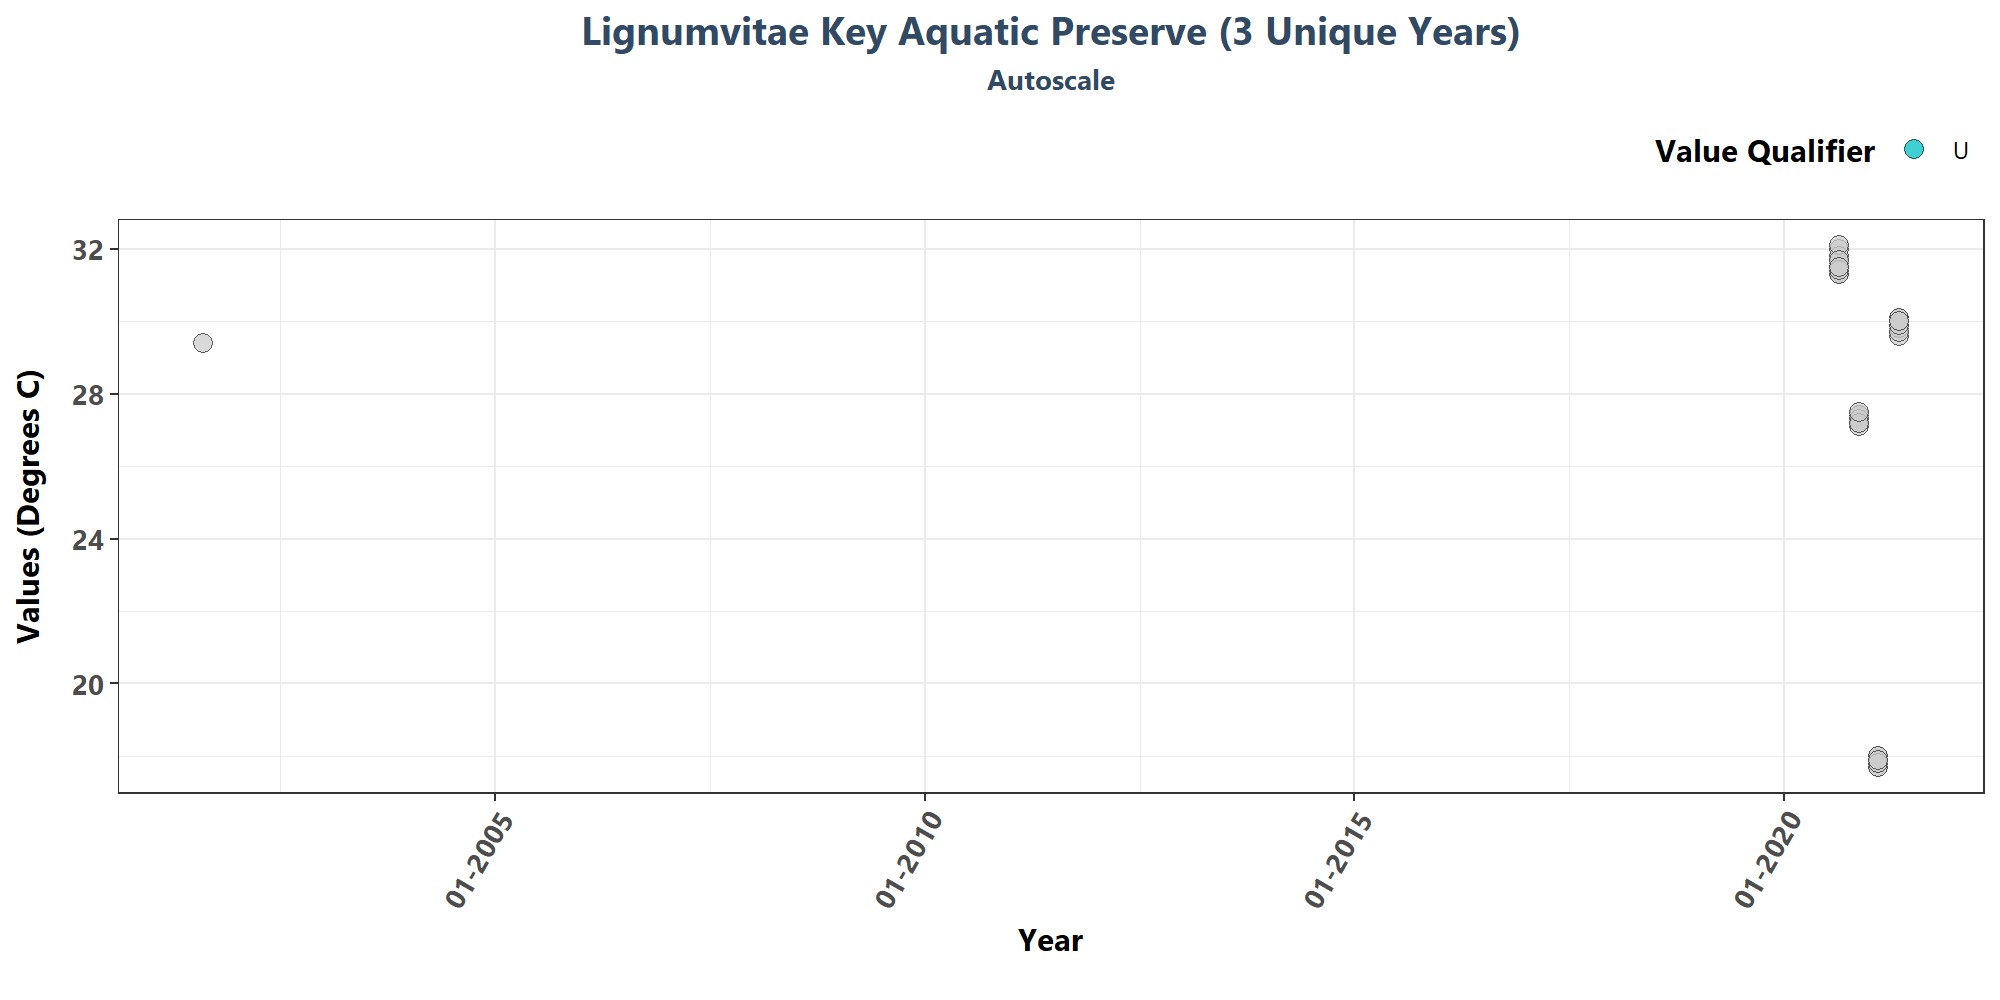 Lignumvitae Key Aquatic Preserve (3 Unique Years)
Autoscale
Value Qualifier U
Values (Degrees C)
32
28
24
20
01-2005 01-2010 01-2015 01-2020
Year